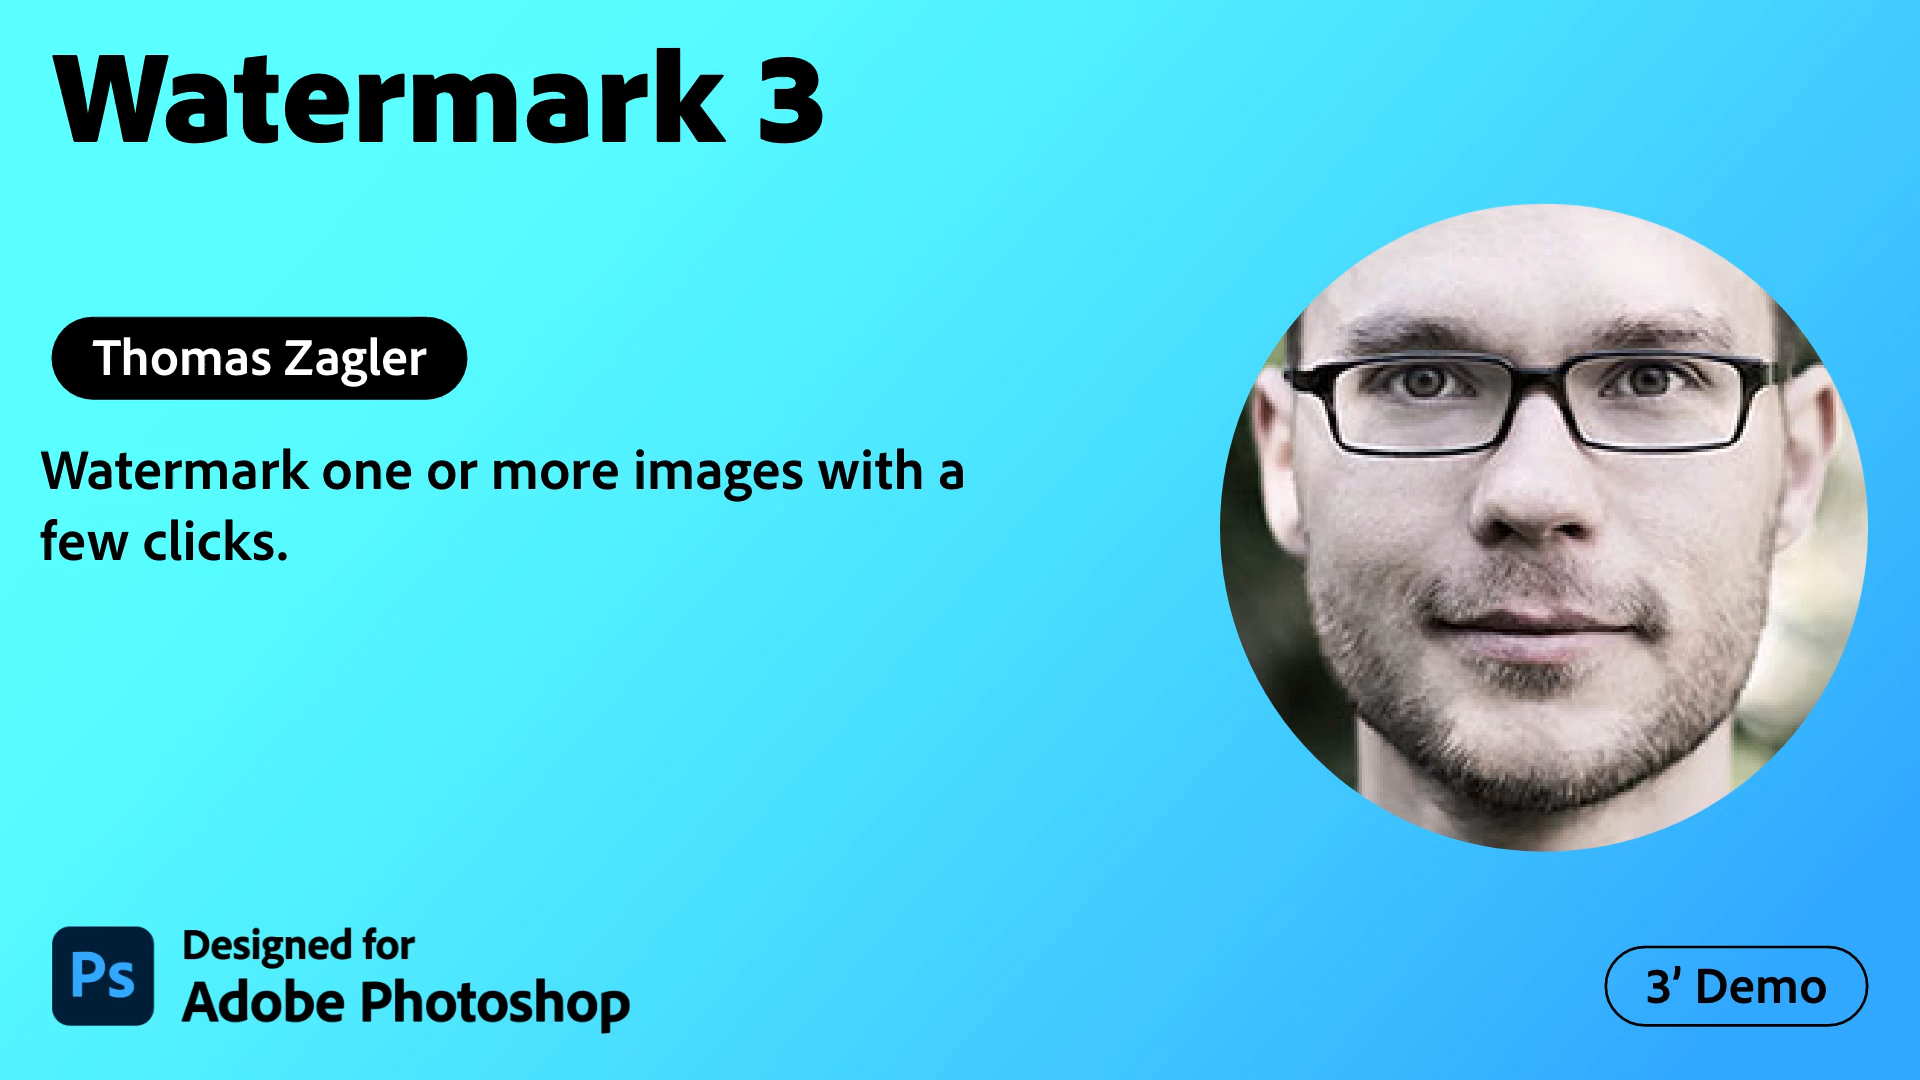 Watermark 3
Thomas Zagler
Watermark one or more images with a
few clicks.
Ps
Designed for
Adobe Photoshop
3’ Demo